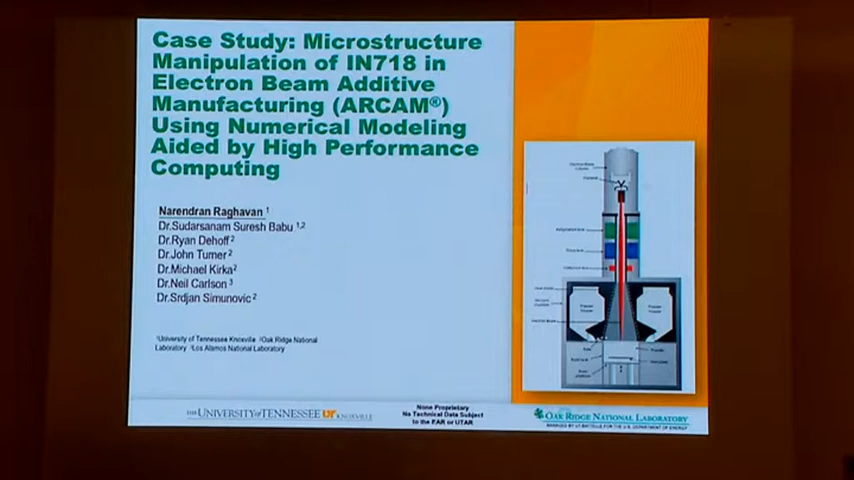 Case Study: Microstructure
Manipulation of IN718 in
Electron Beam Additive
Manufacturing (ARCAM®)
Using Numerical Modeling
Aided by High Performance
Computing
Narendran Raghavan ¹
Dr.Sudarsanam Suresh Babu ¹,²
Dr.Ryan Dehoff ²
Dr.John Turner ²
Dr.Michael Kirka²
Dr.Neil Carlson ³
Dr.Srdjan Simunovic ²
¹University of Tennessee Knoxville ²Oak Ridge National
Laboratory ³Los Alamos National Laboratory
THE UNIVERSITY of TENNESSEE UT KNOXVILLE
None Proprietary
No Technical Data Subject
to the EAR or UTAR
OAK RIDGE NATIONAL LABORATORY
MANAGED BY UT-BATTELLE FOR THE U.S. DEPARTMENT OF ENERGY